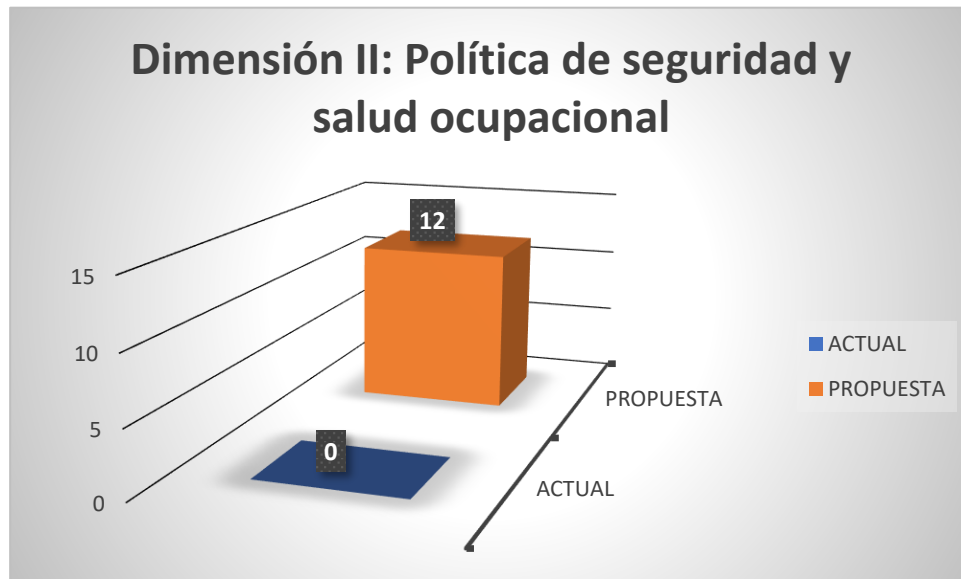 Dimensión II: Política de seguridad y
salud ocupacional
12
15
10
5
0
0
PROPUESTA
ACTUAL
ACTUAL
PROPUESTA